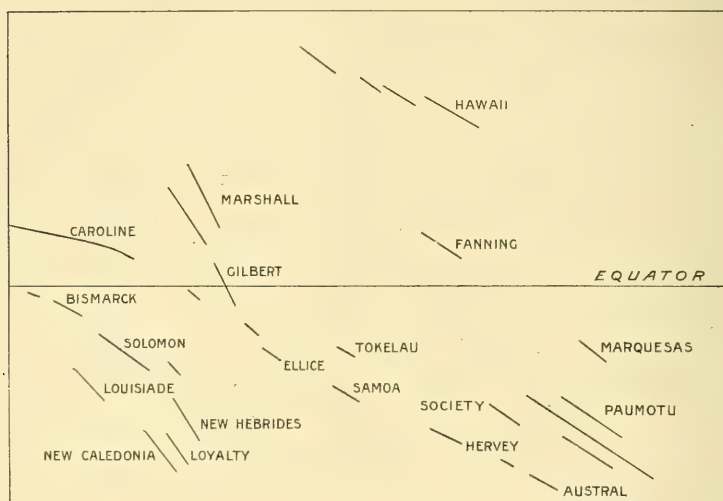 HAWAII
MARSHALL
CAROLINE
FANNING
GILBERT
EQUATOR
BISMARCK
SOLOMON
TOKELAU
MARQUESAS
ELLICE
LOUISIADE
SAMOA
SOCIETY
PAUMOTU
NEW HEBRIDES
HERVEY
NEW CALEDONIA
LOYALTY
AUSTRAL